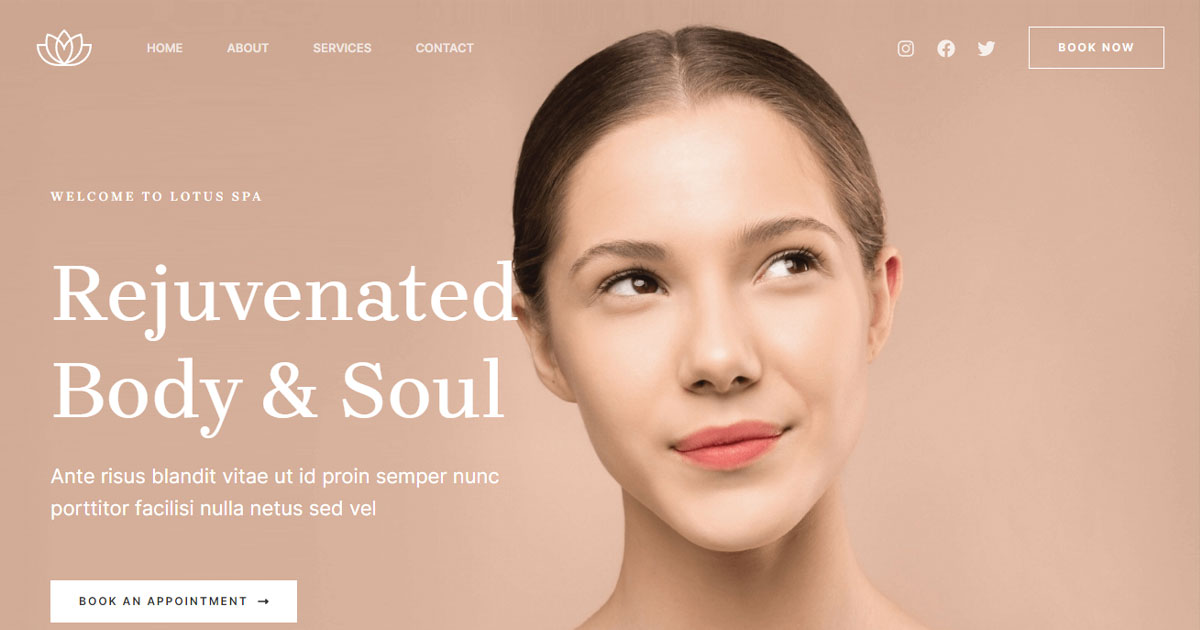 HOME ABOUT SERVICES CONTACT BOOK NOW
WELCOME TO LOTUS SPA
Rejuvenated
Body & Soul
Ante risus blandit vitae ut id proin semper nunc
porttitor facilisi nulla netus sed vel
BOOK AN APPOINTMENT →